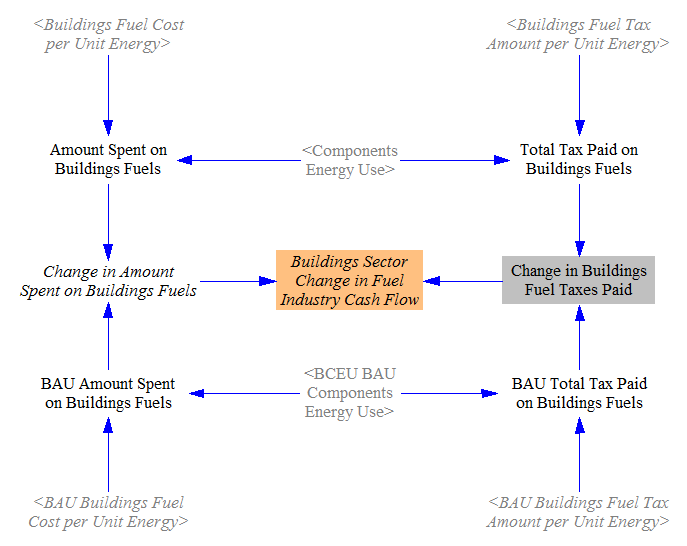 <Buildings Fuel Cost
per Unit Energy>
<Buildings Fuel Tax
Amount per Unit Energy>
Amount Spent on
Buildings Fuels
<Components
Energy Use>
Total Tax Paid on
Buildings Fuels
Change in Amount
Spent on Buildings Fuels
Buildings Sector
Change in Fuel
Industry Cash Flow
Change in Buildings
Fuel Taxes Paid
BAU Amount Spent
on Buildings Fuels
<BCEU BAU
Components
Energy Use>
BAU Total Tax Paid
on Buildings Fuels
<BAU Buildings Fuel
Cost per Unit Energy>
<BAU Buildings Fuel Tax
Amount per Unit Energy>